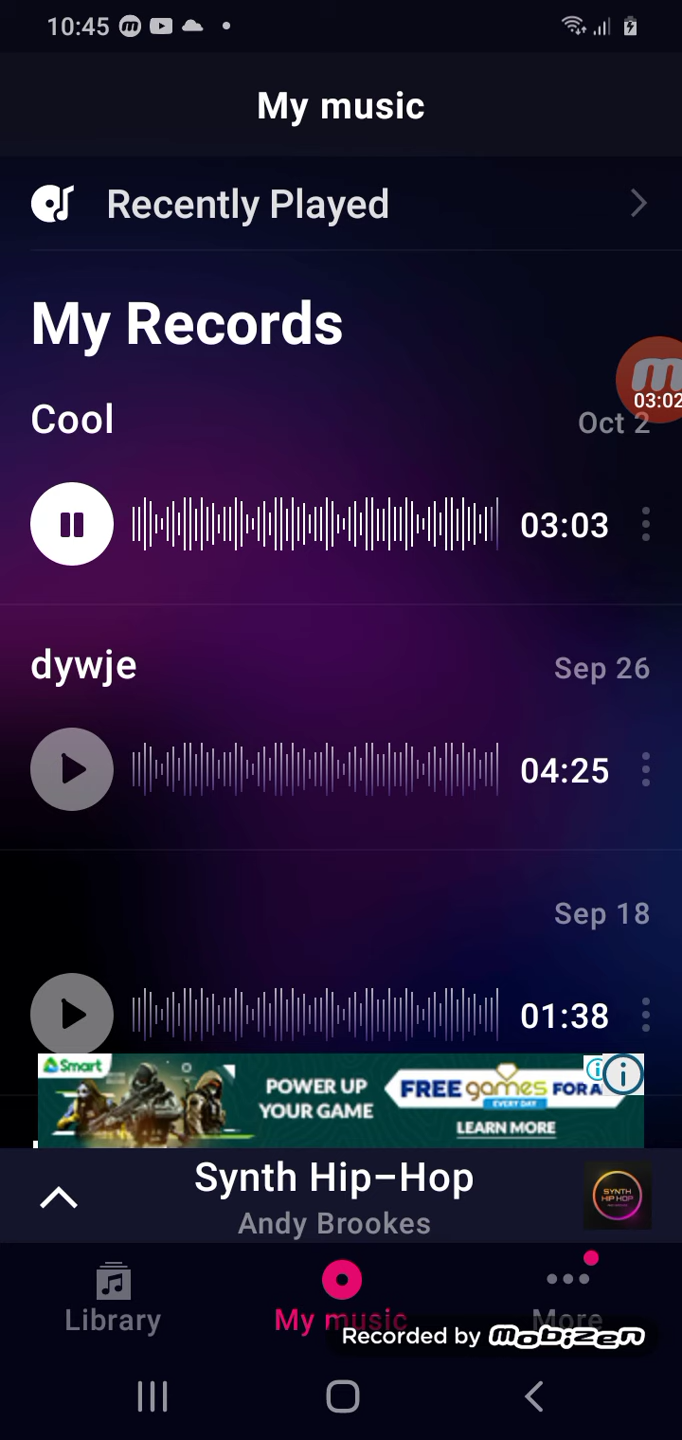 10:45
My music
Recently Played
My Records
03:02
Cool
Oct 2
03:03
dywje
Sep 26
04:25
Sep 18
01:38
Smart
POWER UP
YOUR GAME
FREE games FOR A
EVERY DAY
LEARN MORE
Synth Hip-Hop
Andy Brookes
SYNTH
HIP HOP
Library
My music
More
Recorded by mobizen